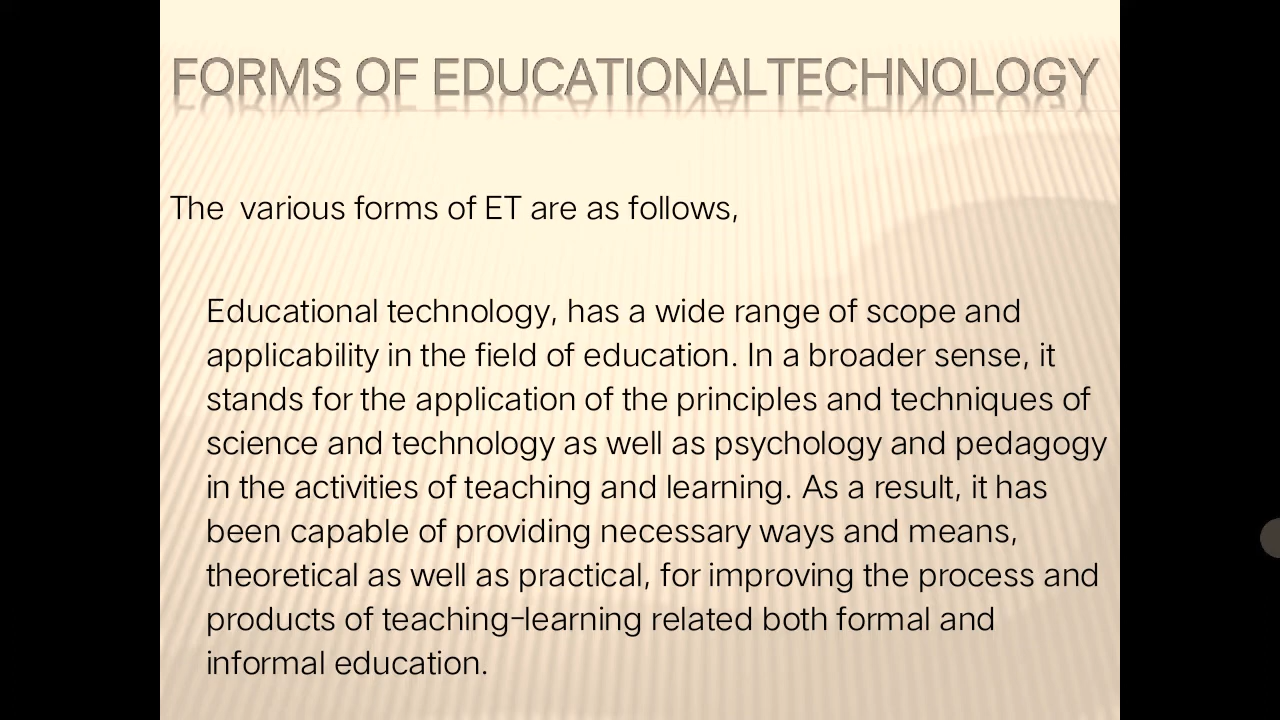 FORMS OF EDUCATIONALTECHNOLOGY
The various forms of ET are as follows,
Educational technology, has a wide range of scope and
applicability in the field of education. In a broader sense, it
stands for the application of the principles and techniques of
science and technology as well as psychology and pedagogy
in the activities of teaching and learning. As a result, it has
been capable of providing necessary ways and means,
theoretical as well as practical, for improving the process and
products of teaching-learning related both formal and
informal education.